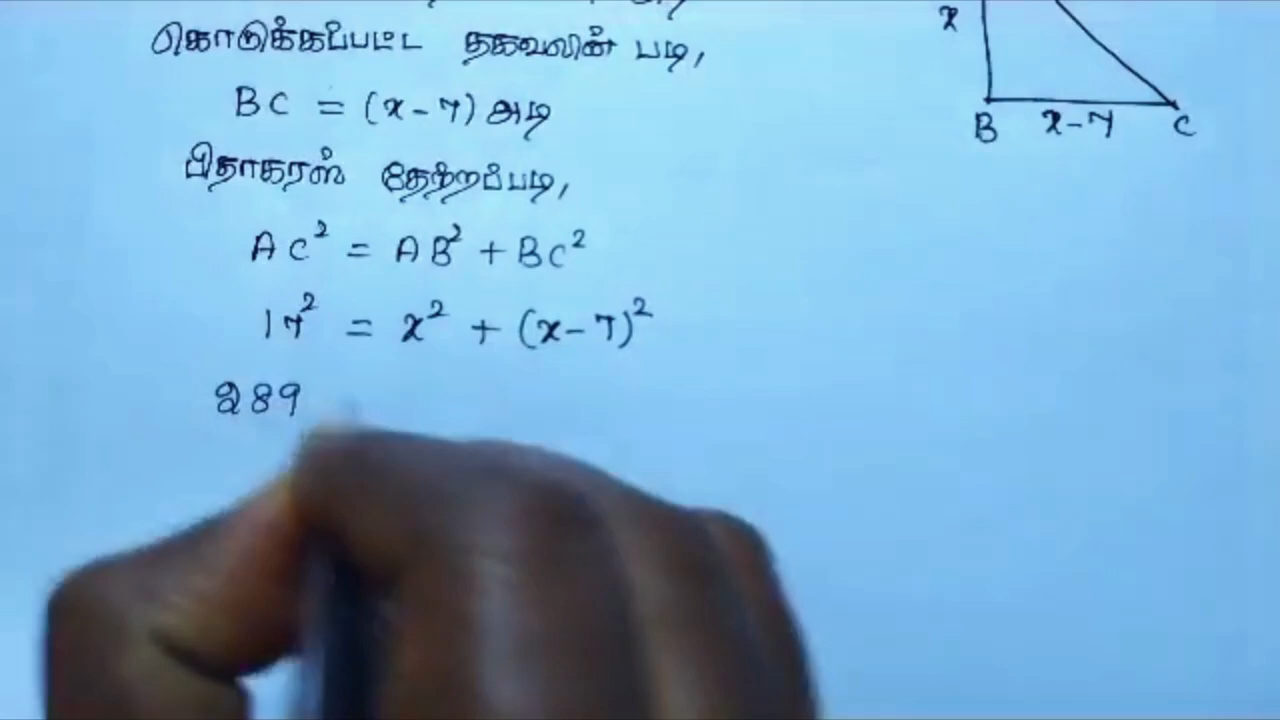 கொடுக்கப்பட்ட தகவலின் படி,
BC = (x-7) அடி
பிதாகரஸ் தேற்றப்படி,
AC² = AB² + BC²
17² = x² + (x-7)²
289
x
B x-7 C